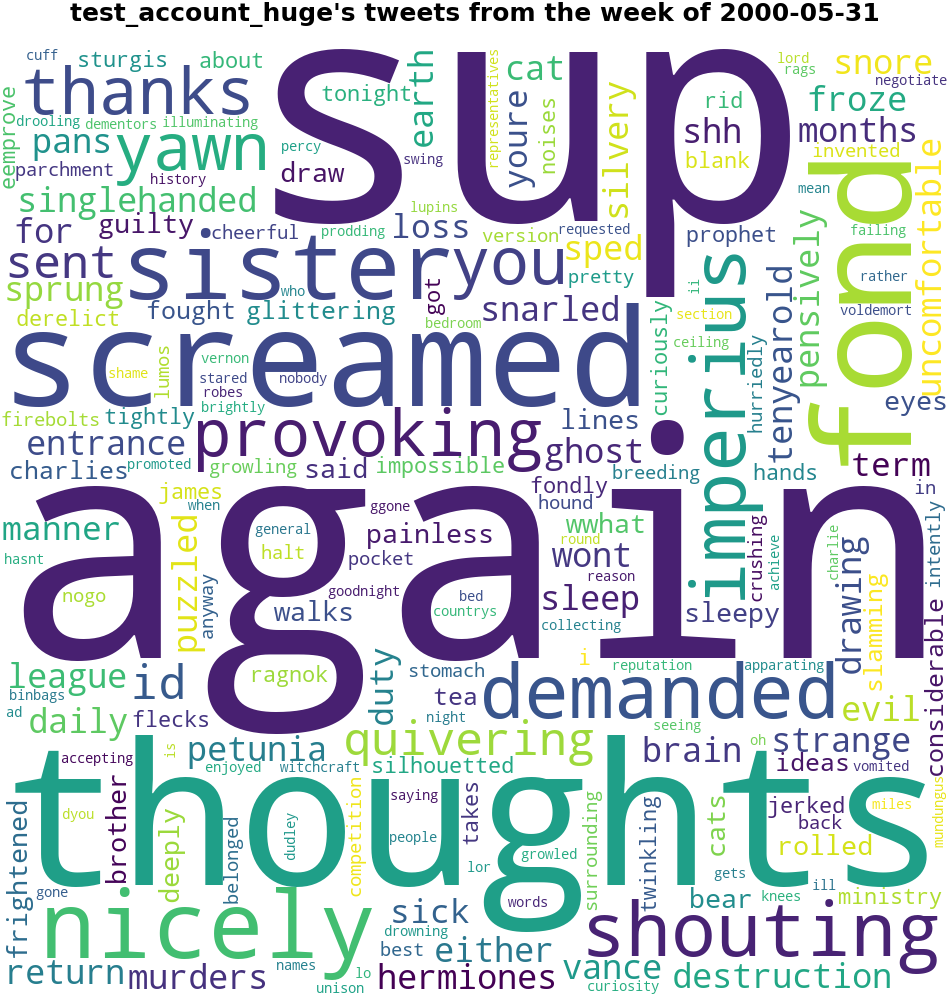 test_account_huge's tweets from the week of 2000-05-31
cuff
sturgis
about
thanks
sup
earth
representatives
cat
lord
rags
snore
negotiate
eemprove
drooling
dementors
illuminating
tonight
youre
noises
silvery
rid
froze
pans
yawn
percy
swing
shh
months
parchment
history
draw
blank
invented
uncomfortable
singlehanded
lupins
mean
fond
for
guilty
cheerful
prodding
loss
version
requested
prophet
pensively
failing
sent
sister
you
sped
pretty
ii
tenyearold
rather
sprung
who
got
imperius
derelict
fought
glittering
bedroom
snarled
curiously
section
voldemort
screamed
lumos
vernon
ceiling
hurriedly
shame
stared
nobody
robes
brightly
eyes
firebolts
tightly
provoking
lines
entrance
ghost
term
charlies
promoted
growling
said
impossible
breeding
hands
in
again
james
when
ggone
fondly
hound
manner
puzzled
general
painless
wwhat
round
crushing
achieve
charlie
drawing
intently
hasnt
halt
pocket
wont
reason
nogo
anyway
goodnight
bed
sleep
walks
countrys
collecting
sleepy
slamming
considerable
league
id
ragnok
duty
stomach
i
reputation
apparating
binbags
demanded
ad
daily
flecks
tea
night
seeing
evil
accepting
is
petunia
quivering
brain
oh
strange
enjoyed
witchcraft
silhouetted
ideas
vomited
thoughts
brother
saying
takes
jerked
miles
mundungus
dyou
deeply
belonged
dudley
competition
people
surrounding
twinkling
cats
back
frightened
lor
growled
rolled
gone
words
gets
bear
knees
ill
ministry
nicely
sick
shouting
drowning
best
either
return
murders
names
unison
lo
hermiones
vance
curiosity
destruction